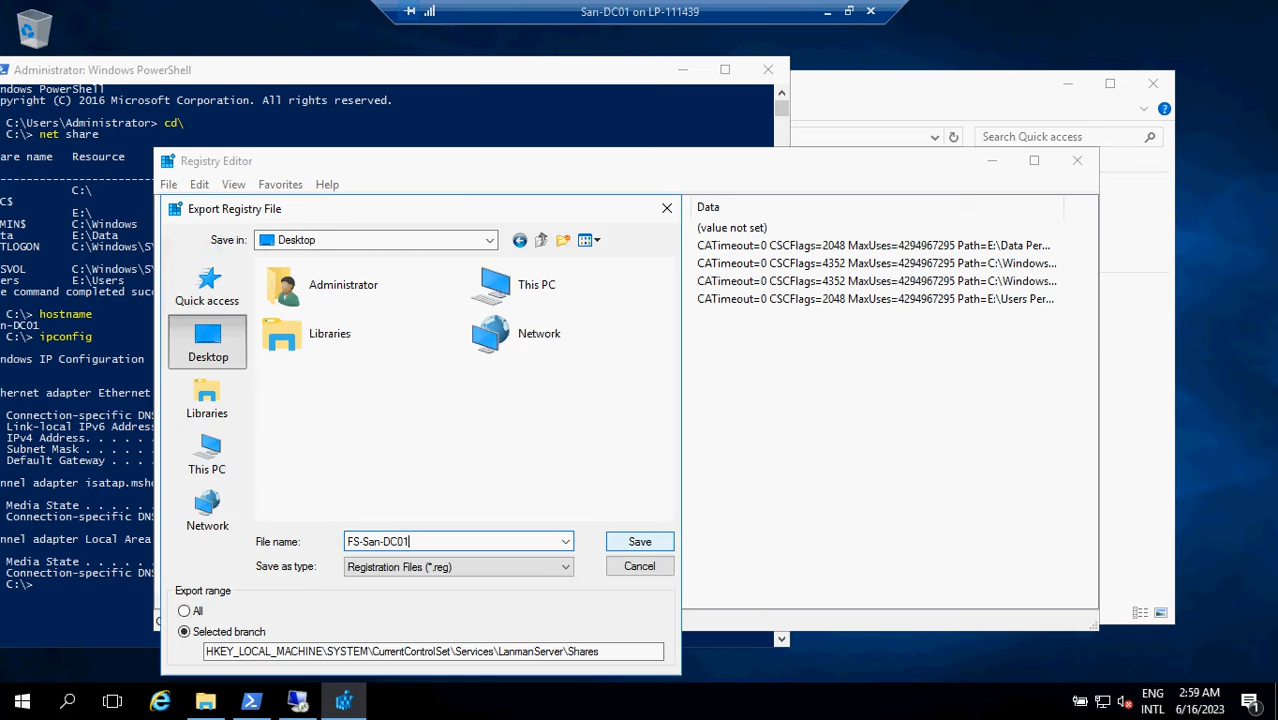 San-DC01 on LP-111439
Administrator: Windows PowerShell
ndows PowerShell
pyright (C) 2016 Microsoft Corporation. All rights reserved.
C:\Users\Administrator> cd\
C:\> net share
are name Resource
C:\
C$
E:\
MIN$ C:\Windows
ta E:\Data
TLOGON C:\Windows\SY
SVOL C:\Windows\SY
ers E:\Users
e command completed succ
C:\> hostname
n-DC01
C:\> ipconfig
ndows IP Configuration
hernet adapter Ethernet
Connection-specific DNS
Link-local IPv6 Address
IPv4 Address. . . .
Subnet Mask . . . .
Default Gateway . . . .
nnel adapter isatap.msho
Media State . . . . .
Connection-specific DNS
nnel adapter Local Area
Media State . . . . .
Connection-specific DNS
C:\>
Search Quick access
Registry Editor
File Edit View Favorites Help
Data
(value not set)
CATimeout=0 CSCFlags=2048 MaxUses=4294967295 Path=E:\Data Per...
CATimeout=0 CSCFlags=4352 MaxUses=4294967295 Path=C:\Windows...
CATimeout=0 CSCFlags=4352 MaxUses=4294967295 Path=C:\Windows...
CATimeout=0 CSCFlags=2048 MaxUses=4294967295 Path=E:\Users Per...
Export Registry File
Save in: Desktop
Quick access
Desktop
Libraries
This PC
Network
Administrator
This PC
Libraries
Network
File name: FS-San-DC01
Save
Save as type: Registration Files (*.reg)
Cancel
Export range
All
Selected branch
HKEY_LOCAL_MACHINE\SYSTEM\CurrentControlSet\Services\LanmanServer\Shares
ENG
INTL
2:59 AM
6/16/2023
1